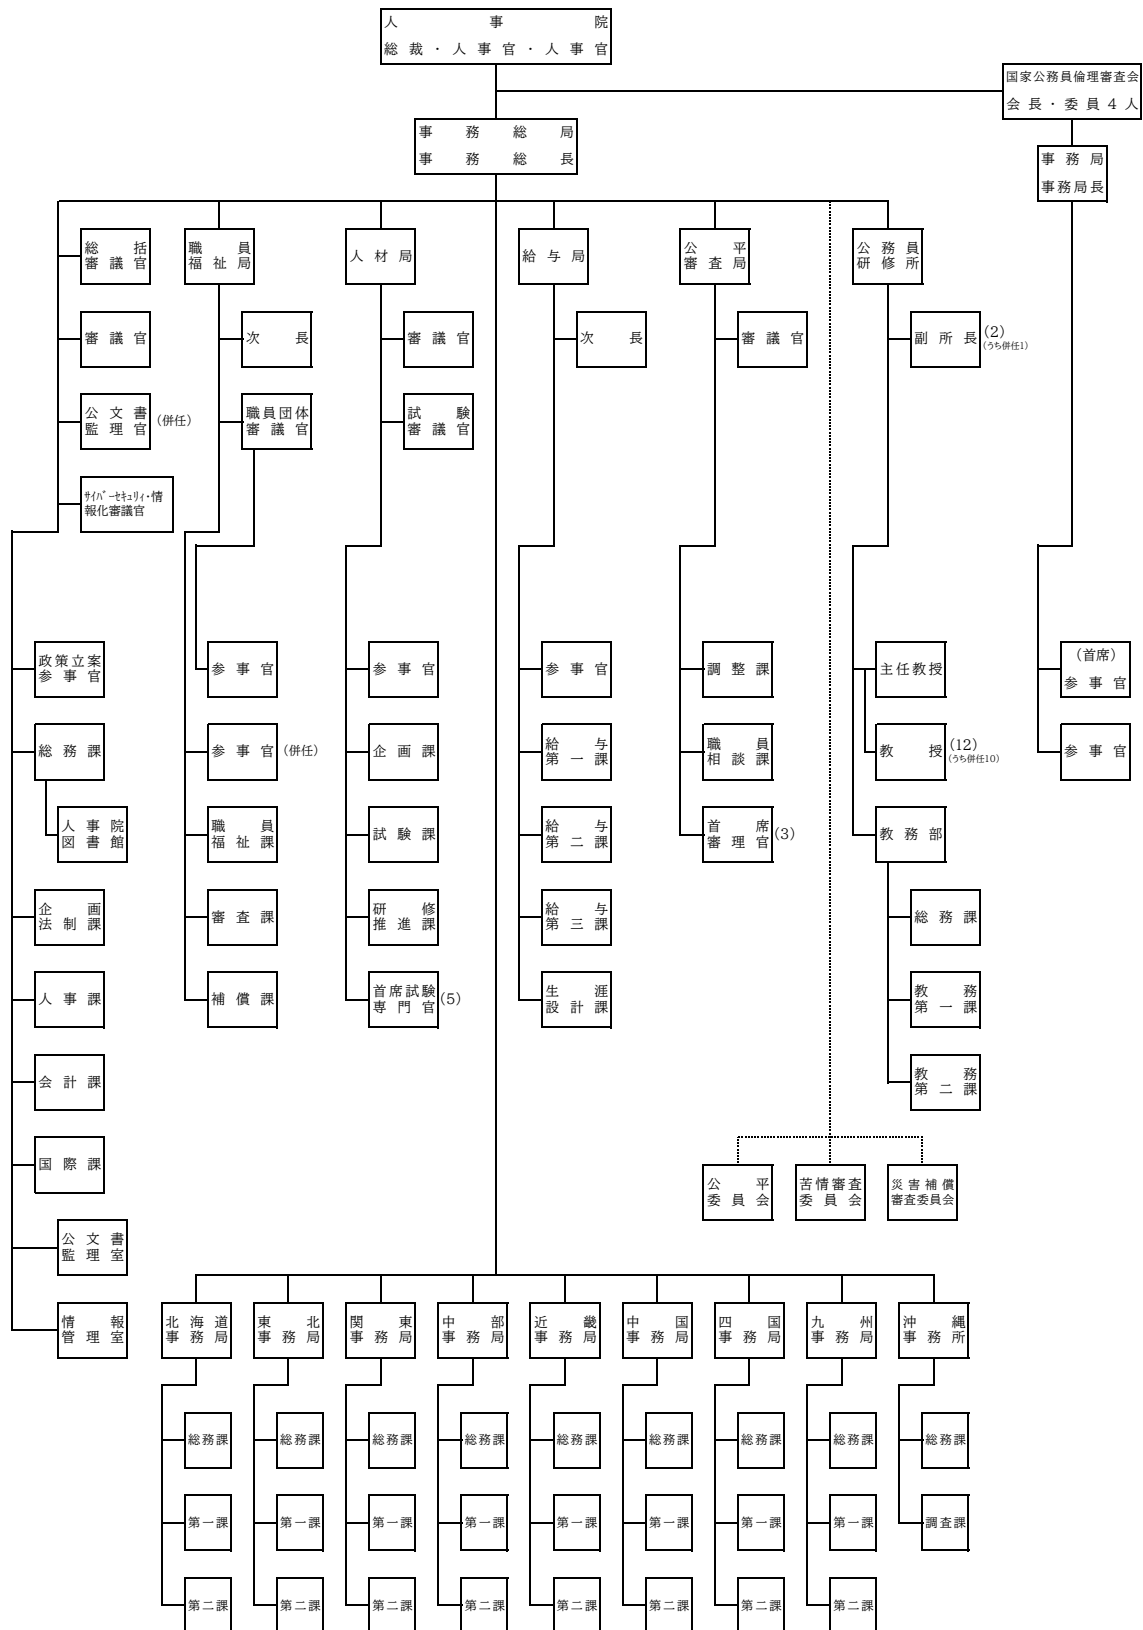 人事院
総裁・人事官・人事官
国家公務員倫理審査会
会長・委員４人
事務総局
事務総長
事務局
事務局長
総括
審議官
職員
福祉局
人材局
給与局
公平
審査局
公務員
研修所
審議官
次長
審議官
次長
審議官
副所長
(2)
(うち併任1)
公文書
監理官
(併任)
職員団体
審議官
試験
審議官
ｻｲﾊﾞｰｾｷｭﾘﾃｨ・情
報化審議官
政策立案
参事官
参事官
参事官
参事官
調整課
主任教授
(首席)
参事官
総務課
参事官
(併任)
企画課
給与
第一課
職員
相談課
教授
(12)
(うち併任10)
参事官
人事院
図書館
職員
福祉課
試験課
給与
第二課
首席
審理官
(3)
教務部
企画
法制課
審査課
研修
推進課
給与
第三課
総務課
人事課
補償課
首席試験
専門官
(5)
生涯
設計課
教務
第一課
会計課
教務
第二課
国際課
公平
委員会
苦情審査
委員会
災害補償
審査委員会
公文書
監理室
情報
管理室
北海道
事務局
東北
事務局
関東
事務局
中部
事務局
近畿
事務局
中国
事務局
四国
事務局
九州
事務局
沖縄
事務所
総務課
総務課
総務課
総務課
総務課
総務課
総務課
総務課
総務課
第一課
第一課
第一課
第一課
第一課
第一課
第一課
第一課
調査課
第二課
第二課
第二課
第二課
第二課
第二課
第二課
第二課